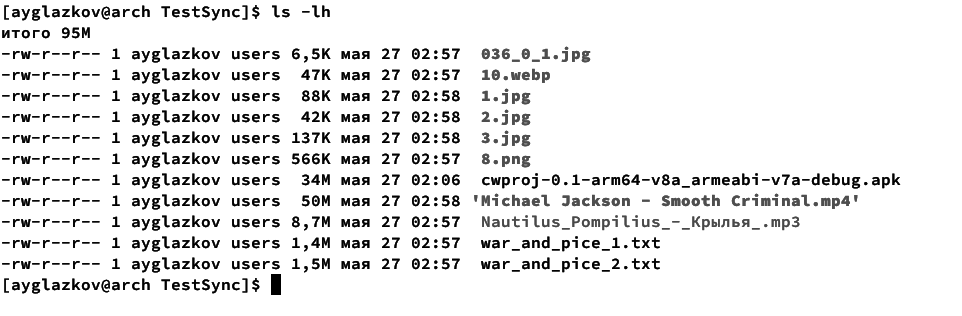 [ayglazkov@arch TestSync]$ ls -lh
итого 95M
-rw-r--r-- 1 ayglazkov users 6,5K мая 27 02:57  036_0_1.jpg
-rw-r--r-- 1 ayglazkov users  47K мая 27 02:57  10.webp
-rw-r--r-- 1 ayglazkov users  88K мая 27 02:58  1.jpg
-rw-r--r-- 1 ayglazkov users  42K мая 27 02:58  2.jpg
-rw-r--r-- 1 ayglazkov users 137K мая 27 02:58  3.jpg
-rw-r--r-- 1 ayglazkov users 566K мая 27 02:57  8.png
-rw-r--r-- 1 ayglazkov users  34M мая 27 02:06  cwproj-0.1-arm64-v8a_armeabi-v7a-debug.apk
-rw-r--r-- 1 ayglazkov users  50M мая 27 02:58 'Michael Jackson - Smooth Criminal.mp4'
-rw-r--r-- 1 ayglazkov users 8,7M мая 27 02:57  Nautilus_Pompilius_-_Крылья_.mp3
-rw-r--r-- 1 ayglazkov users 1,4M мая 27 02:57  war_and_pice_1.txt
-rw-r--r-- 1 ayglazkov users 1,5M мая 27 02:57  war_and_pice_2.txt
[ayglazkov@arch TestSync]$